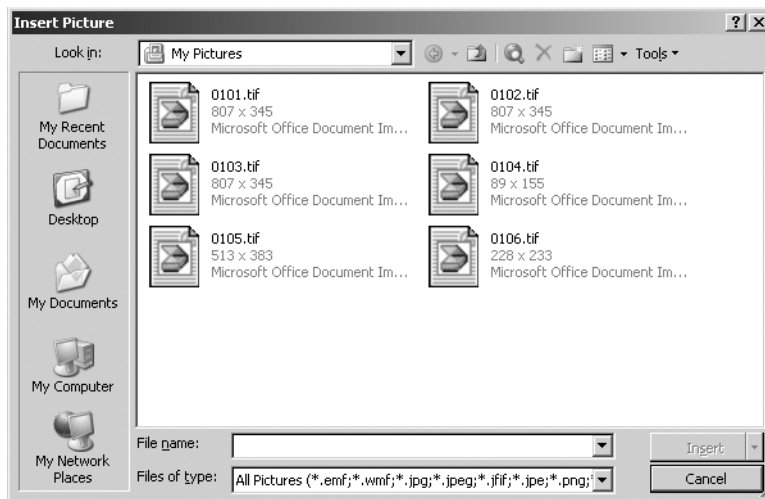 Insert Picture
Look in:
My Pictures
Tools
My Recent
Documents
Desktop
My Documents
My Computer
My Network
Places
0101.tif
807 x 345
Microsoft Office Document Im...
0102.tif
807 x 345
Microsoft Office Document Im...
0103.tif
807 x 345
Microsoft Office Document Im...
0104.tif
89 x 155
Microsoft Office Document Im...
0105.tif
513 x 383
Microsoft Office Document Im...
0106.tif
228 x 233
Microsoft Office Document Im...
File name:
Insert
Files of type:
All Pictures (*.emf;*.wmf;*.jpg;*.jpeg;*.jfif;*.jpe;*.png;
Cancel